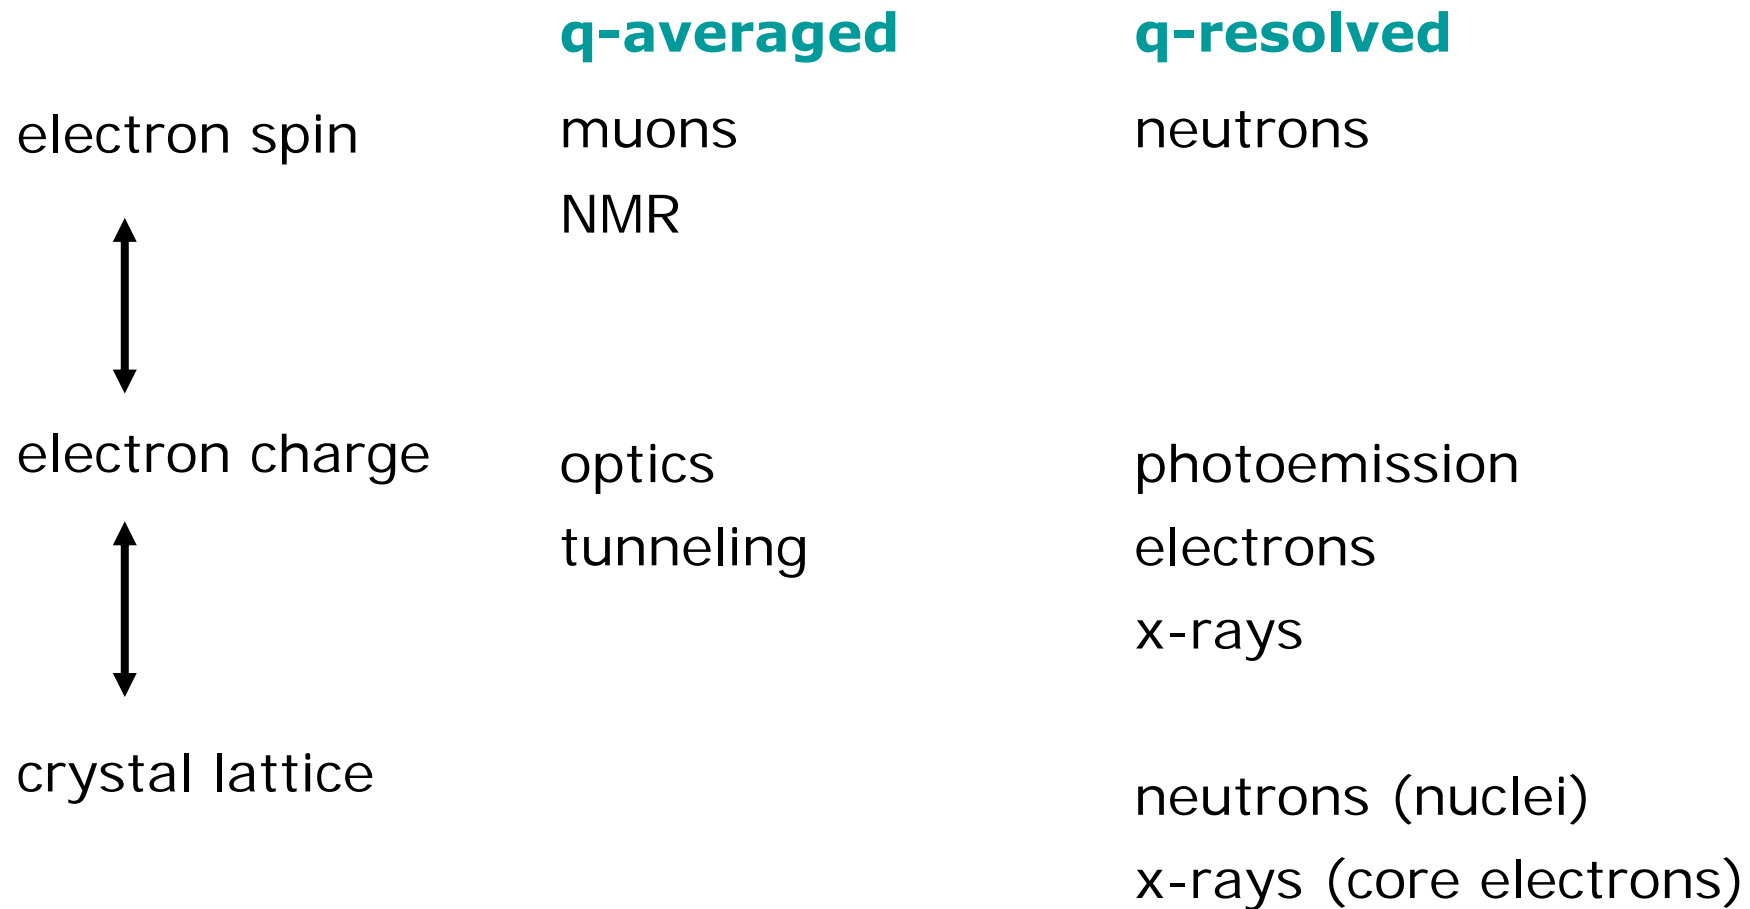 q-averaged q-resolved
electron spin muons neutrons
NMR
electron charge optics photoemission
tunneling electrons
x-rays
crystal lattice neutrons (nuclei)
x-rays (core electrons)